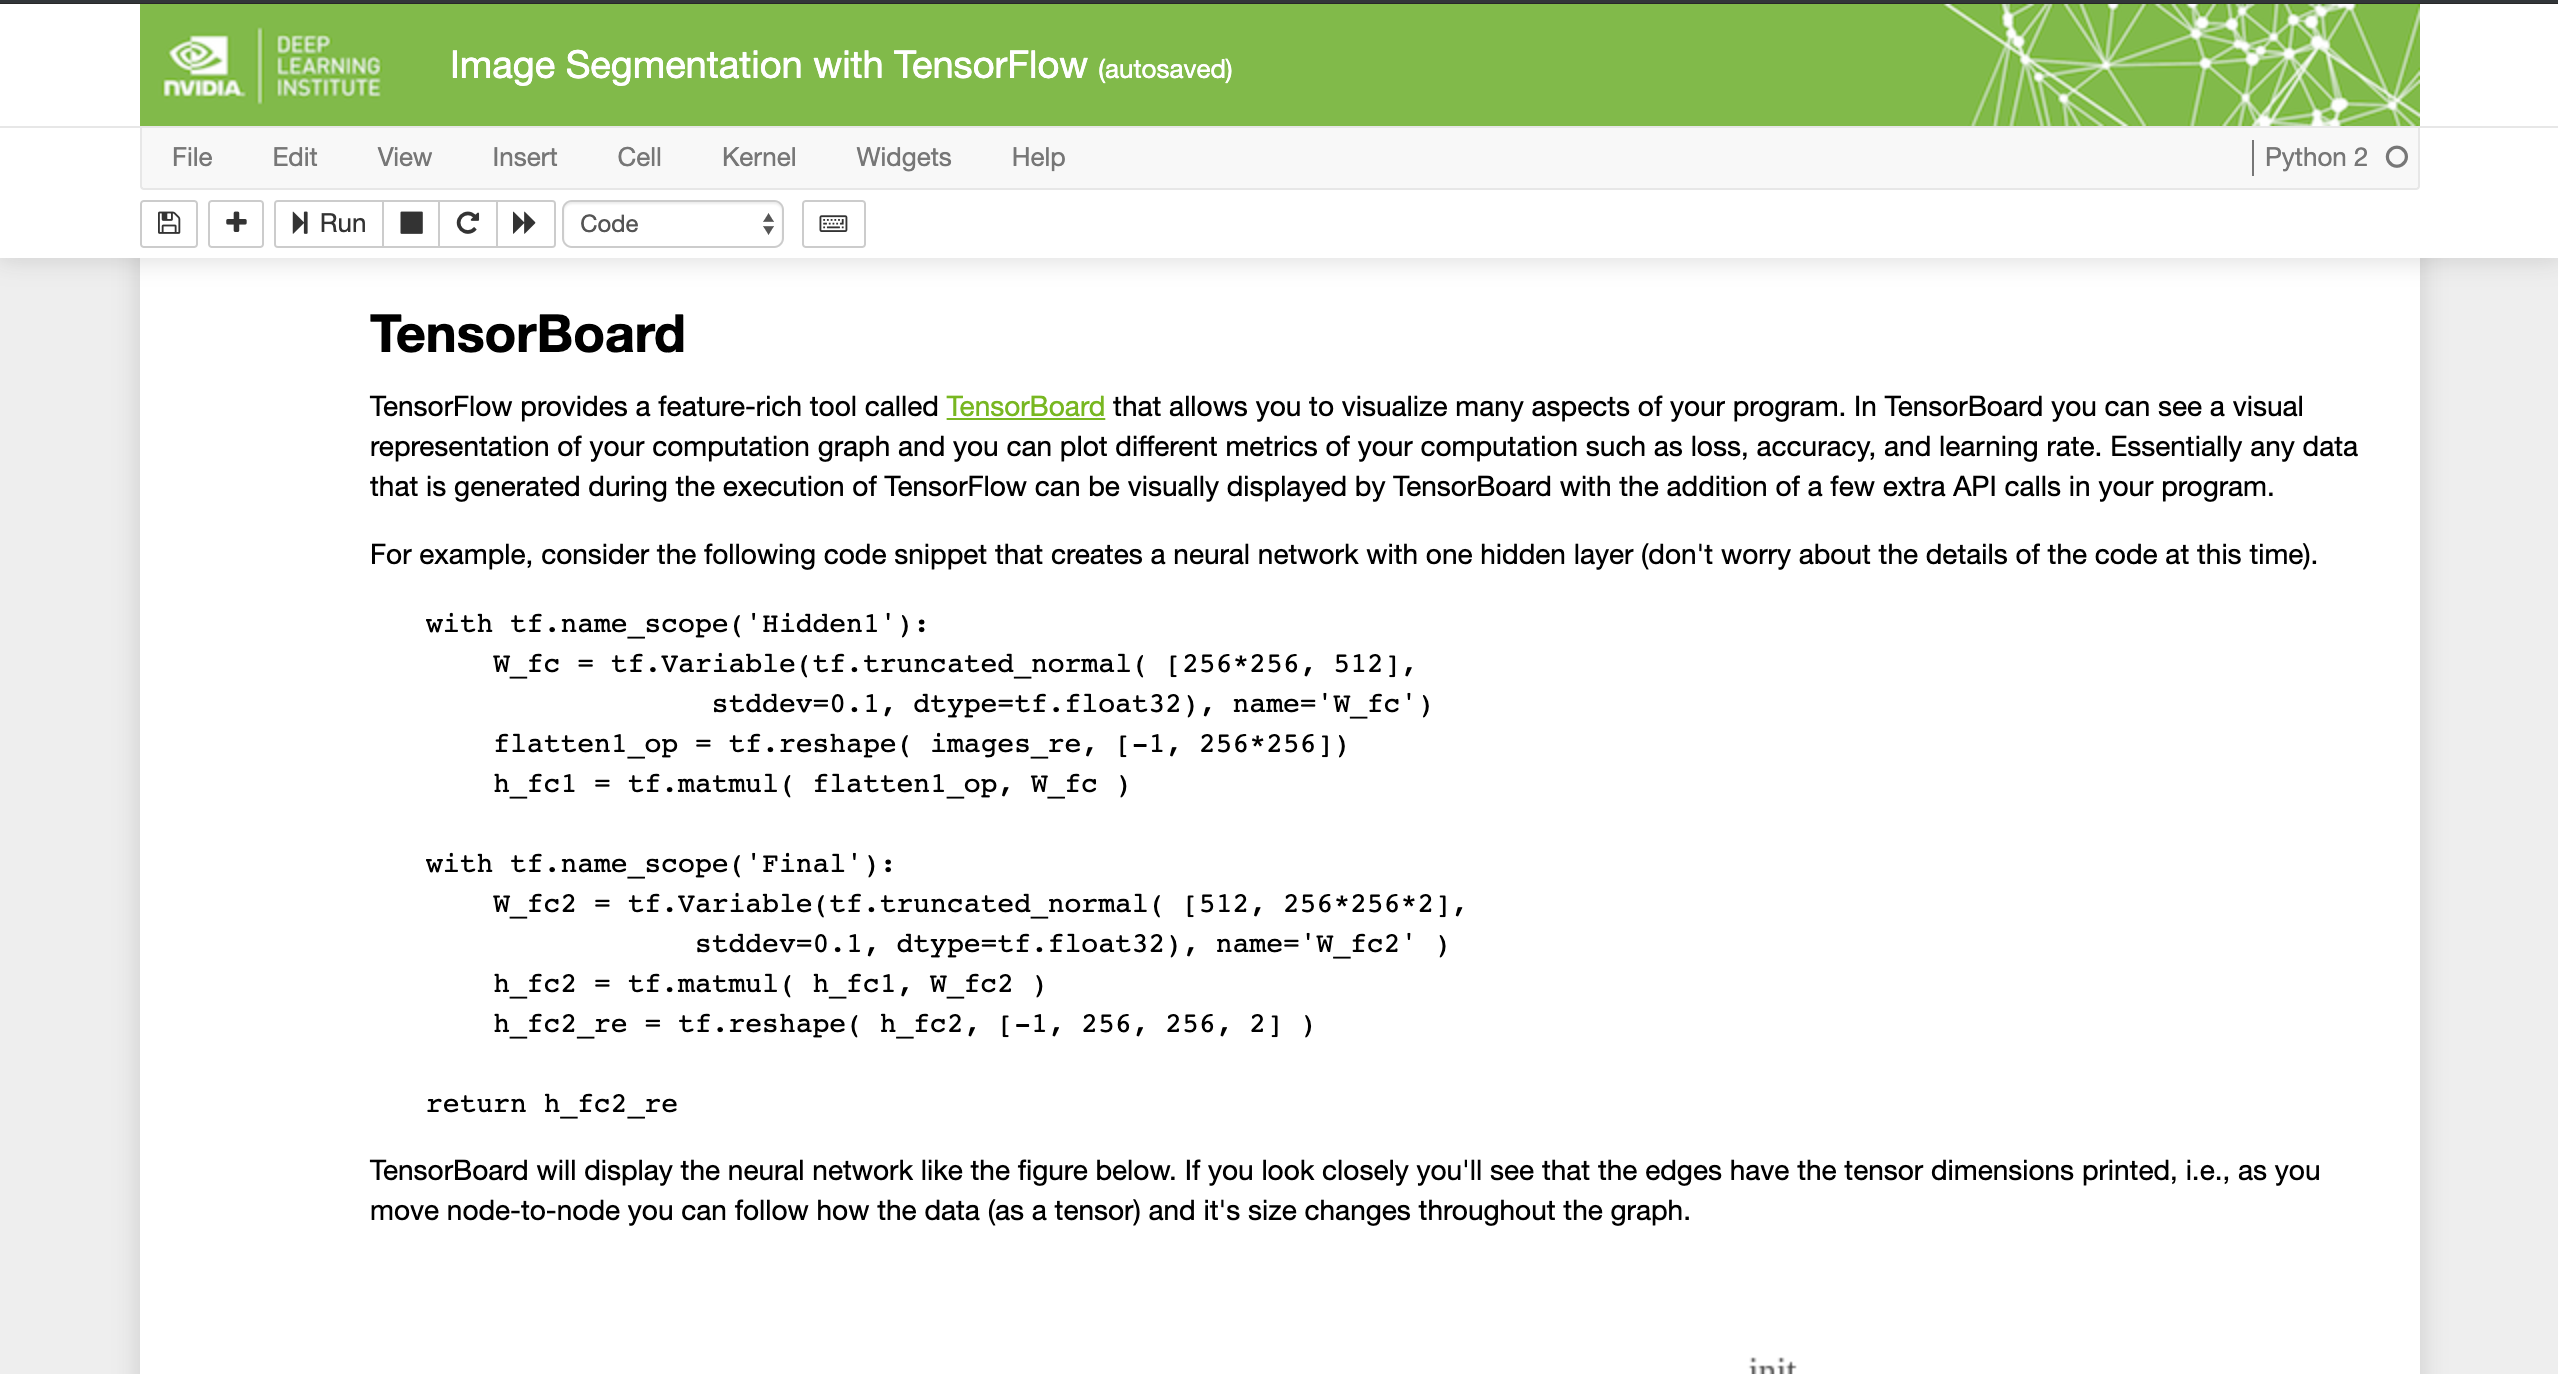 NVIDIA.
DEEP
LEARNING
INSTITUTE
Image Segmentation with TensorFlow (autosaved)
File Edit View Insert Cell Kernel Widgets Help Python 2
Run Code
TensorBoard
TensorFlow provides a feature-rich tool called TensorBoard that allows you to visualize many aspects of your program. In TensorBoard you can see a visual
representation of your computation graph and you can plot different metrics of your computation such as loss, accuracy, and learning rate. Essentially any data
that is generated during the execution of TensorFlow can be visually displayed by TensorBoard with the addition of a few extra API calls in your program.
For example, consider the following code snippet that creates a neural network with one hidden layer (don't worry about the details of the code at this time).
with tf.name_scope('Hidden1'):
    W_fc = tf.Variable(tf.truncated_normal( [256*256, 512],
                 stddev=0.1, dtype=tf.float32), name='W_fc')
    flatten1_op = tf.reshape( images_re, [-1, 256*256])
    h_fc1 = tf.matmul( flatten1_op, W_fc )
with tf.name_scope('Final'):
    W_fc2 = tf.Variable(tf.truncated_normal( [512, 256*256*2],
                stddev=0.1, dtype=tf.float32), name='W_fc2' )
    h_fc2 = tf.matmul( h_fc1, W_fc2 )
    h_fc2_re = tf.reshape( h_fc2, [-1, 256, 256, 2] )
return h_fc2_re
TensorBoard will display the neural network like the figure below. If you look closely you'll see that the edges have the tensor dimensions printed, i.e., as you
move node-to-node you can follow how the data (as a tensor) and it's size changes throughout the graph.
init